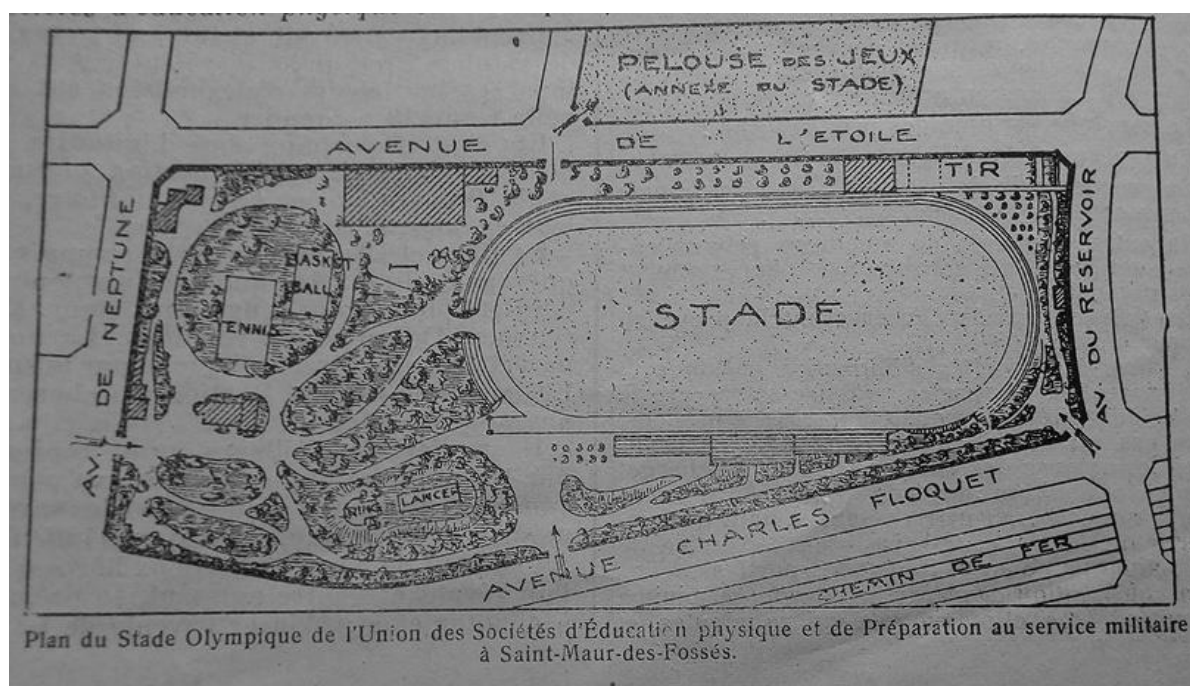 PELOUSE DES JEUX
(ANNEXE DU STADE)
AVENUE DE L'ETOILE
TIR
AV. DE NEPTUNE
BASKET
BALL
TENNIS
STADE
AV. DU RESERVOIR
LANCER
AVENUE CHARLES FLOQUET
CHEMIN DE FER
Plan du Stade Olympique de l'Union des Sociétés d'Éducation physique et de Préparation au service militaire
à Saint-Maur-des-Fossés.